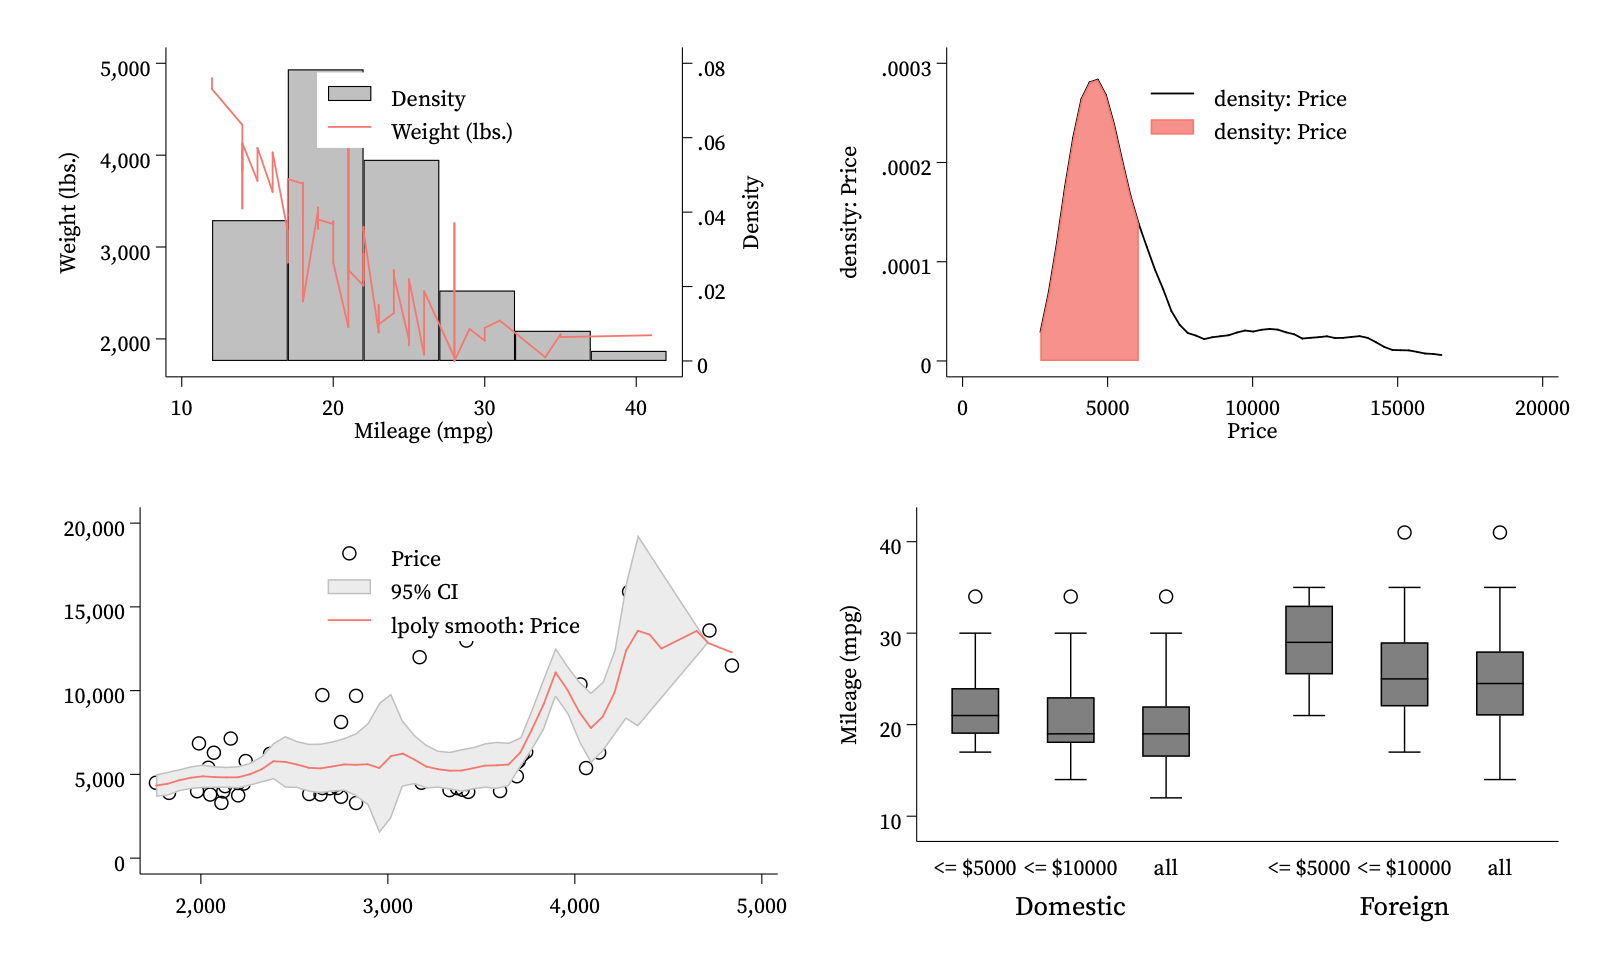 5,000
4,000
3,000
2,000
Weight (lbs.)
.08
.06
.04
.02
0
Density
Density
Weight (lbs.)
10 20 30 40
Mileage (mpg)
.0003
.0002
.0001
0
density: Price
density: Price
density: Price
0 5000 10000 15000 20000
Price
20,000
15,000
10,000
5,000
0
Price
95% CI
lpoly smooth: Price
2,000 3,000 4,000 5,000
40
30
20
10
Mileage (mpg)
<= $5000 <= $10000 all <= $5000 <= $10000 all
Domestic Foreign